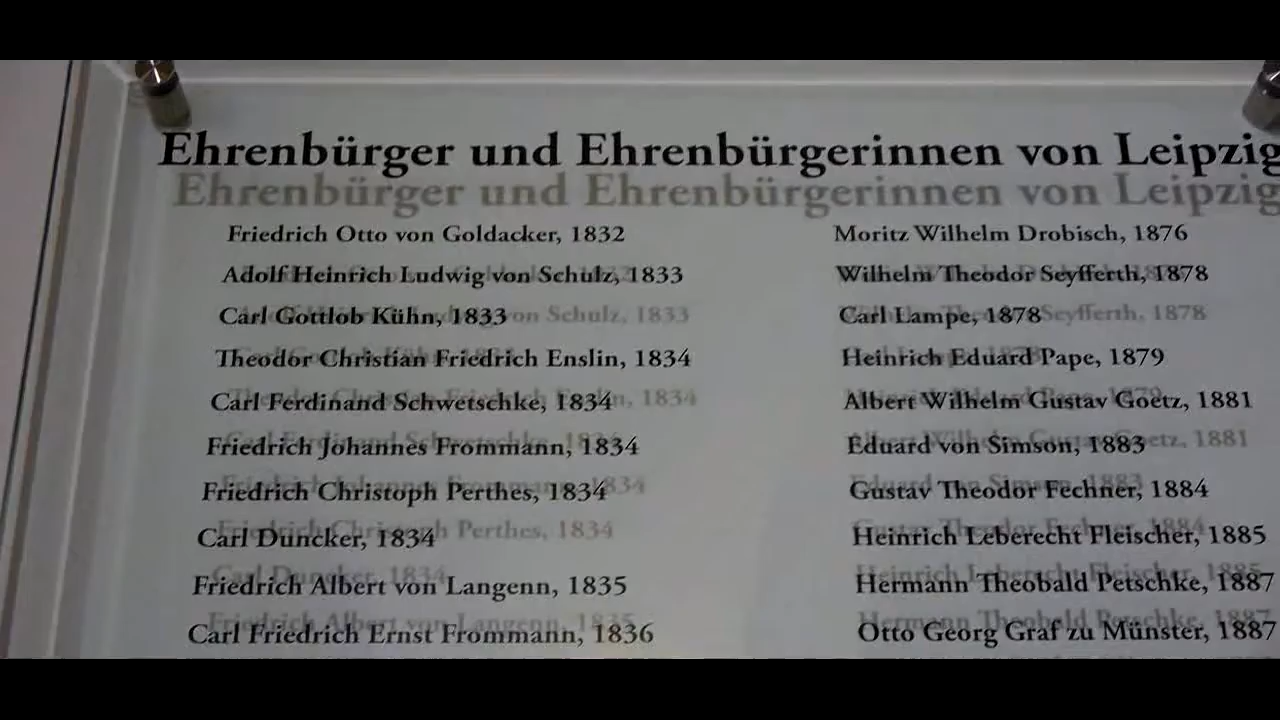 Ehrenbürger und Ehrenbürgerinnen von Leipzig
Friedrich Otto von Goldacker, 1832
Adolf Heinrich Ludwig von Schulz, 1833
Carl Gottlob Kühn, 1833
Theodor Christian Friedrich Enslin, 1834
Carl Ferdinand Schwetschke, 1834
Friedrich Johannes Frommann, 1834
Friedrich Christoph Perthes, 1834
Carl Duncker, 1834
Friedrich Albert von Langenn, 1835
Carl Friedrich Ernst Frommann, 1836
Moritz Wilhelm Drobisch, 1876
Wilhelm Theodor Seyfferth, 1878
Carl Lampe, 1878
Heinrich Eduard Pape, 1879
Albert Wilhelm Gustav Goetz, 1881
Eduard von Simson, 1883
Gustav Theodor Fechner, 1884
Heinrich Leberecht Fleischer, 1885
Hermann Theobald Petschke, 1887
Otto Georg Graf zu Münster, 1887